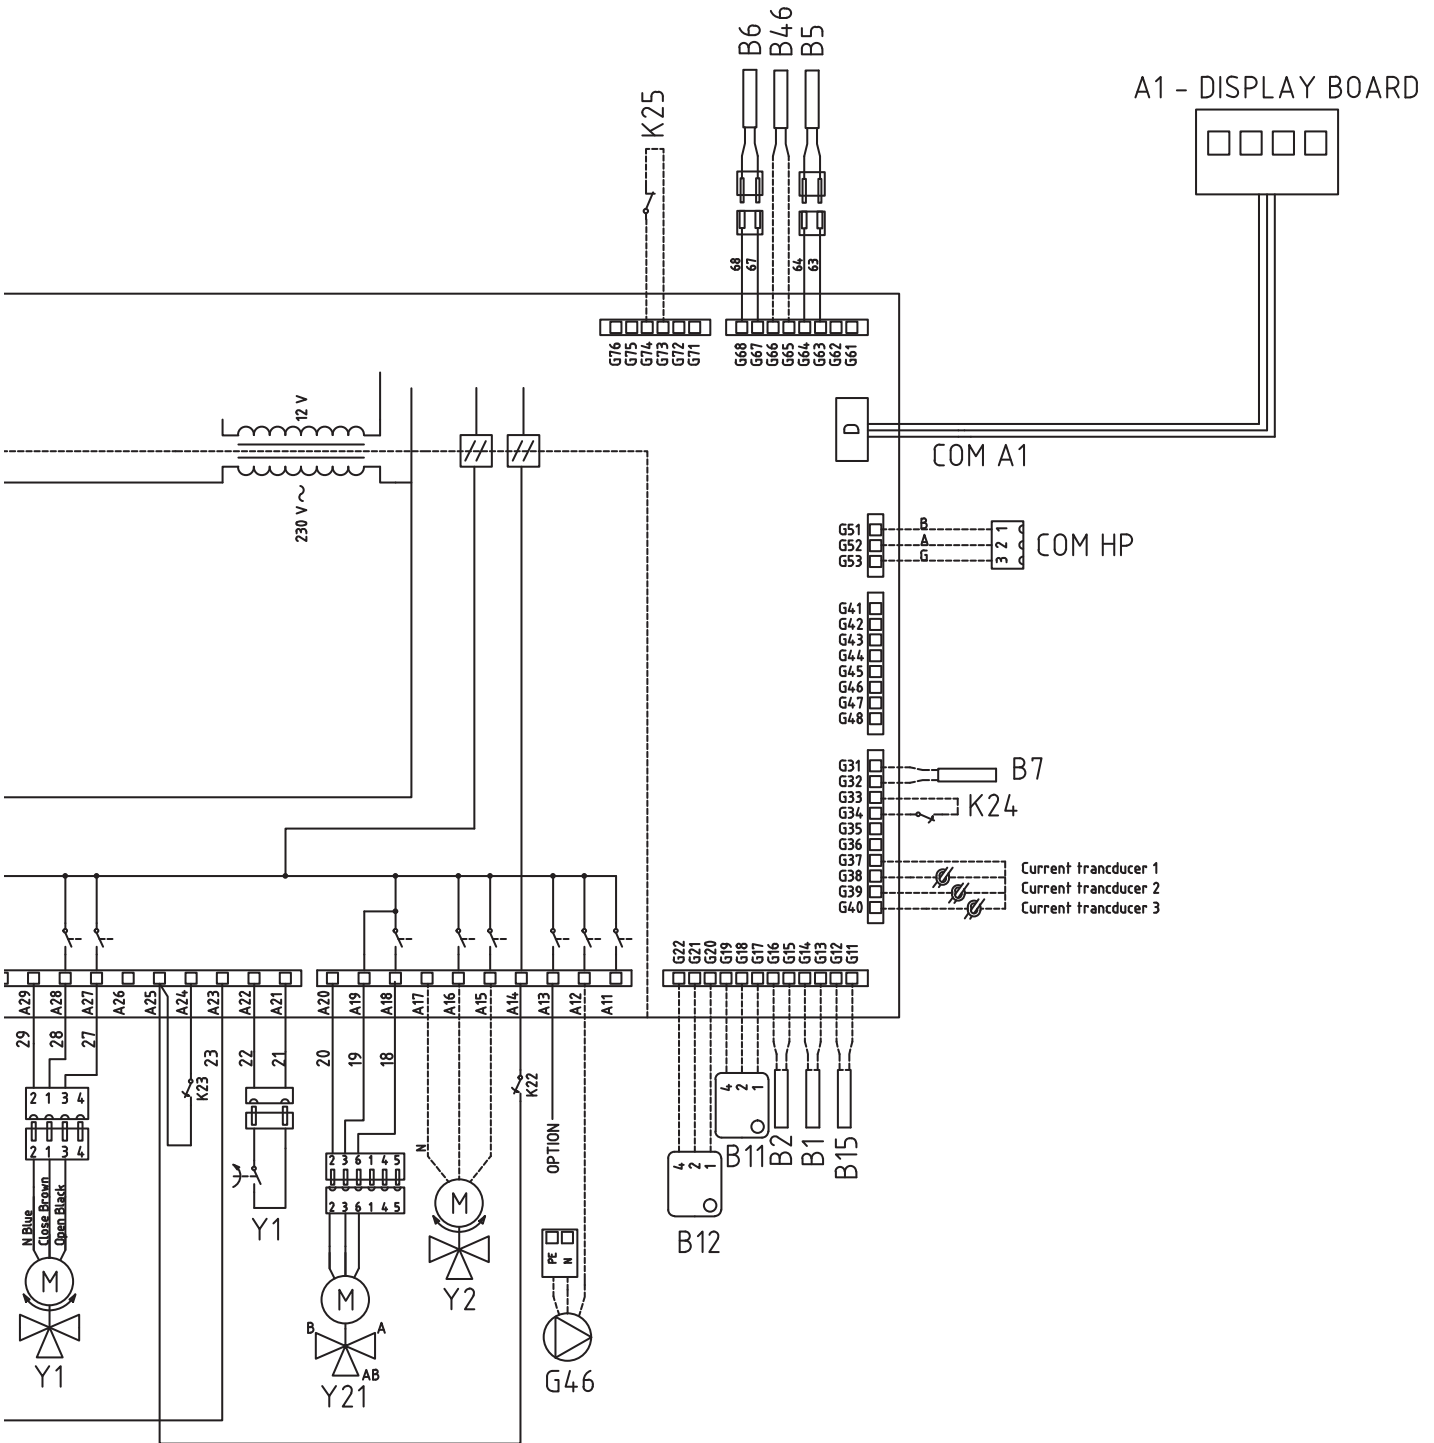 B6
B46
B5
K25
A1 - DISPLAY BOARD
68
67
64
63
G76
G75
G74
G73
G72
G71
G68
G67
G66
G65
G64
G63
G62
G61
12 V
230 V ~
D
COM A1
G51
G52
G53
B
A
G
1
2
3
COM HP
G41
G42
G43
G44
G45
G46
G47
G48
G31
G32
G33
G34
G35
G36
G37
G38
G39
G40
B7
K24
Current trancducer 1
Current trancducer 2
Current trancducer 3
G22
G21
G20
G19
G18
G17
G16
G15
G14
G13
G12
G11
A29
A28
A27
A26
A25
A24
A23
A22
A21
A20
A19
A18
A17
A16
A15
A14
A13
A12
A11
29
28
27
23
22
21
20
19
18
K23
K22
N
OPTION
2 1 3 4
2 1 3 4
N Blue
Close Brown
Open Black
M
Y1
Y1
2 3 6 1 4 5
2 3 6 1 4 5
M
B
A
AB
Y21
M
Y2
PE
N
G46
4 2 1
B12
4 2 1
B11
B2
B1
B15